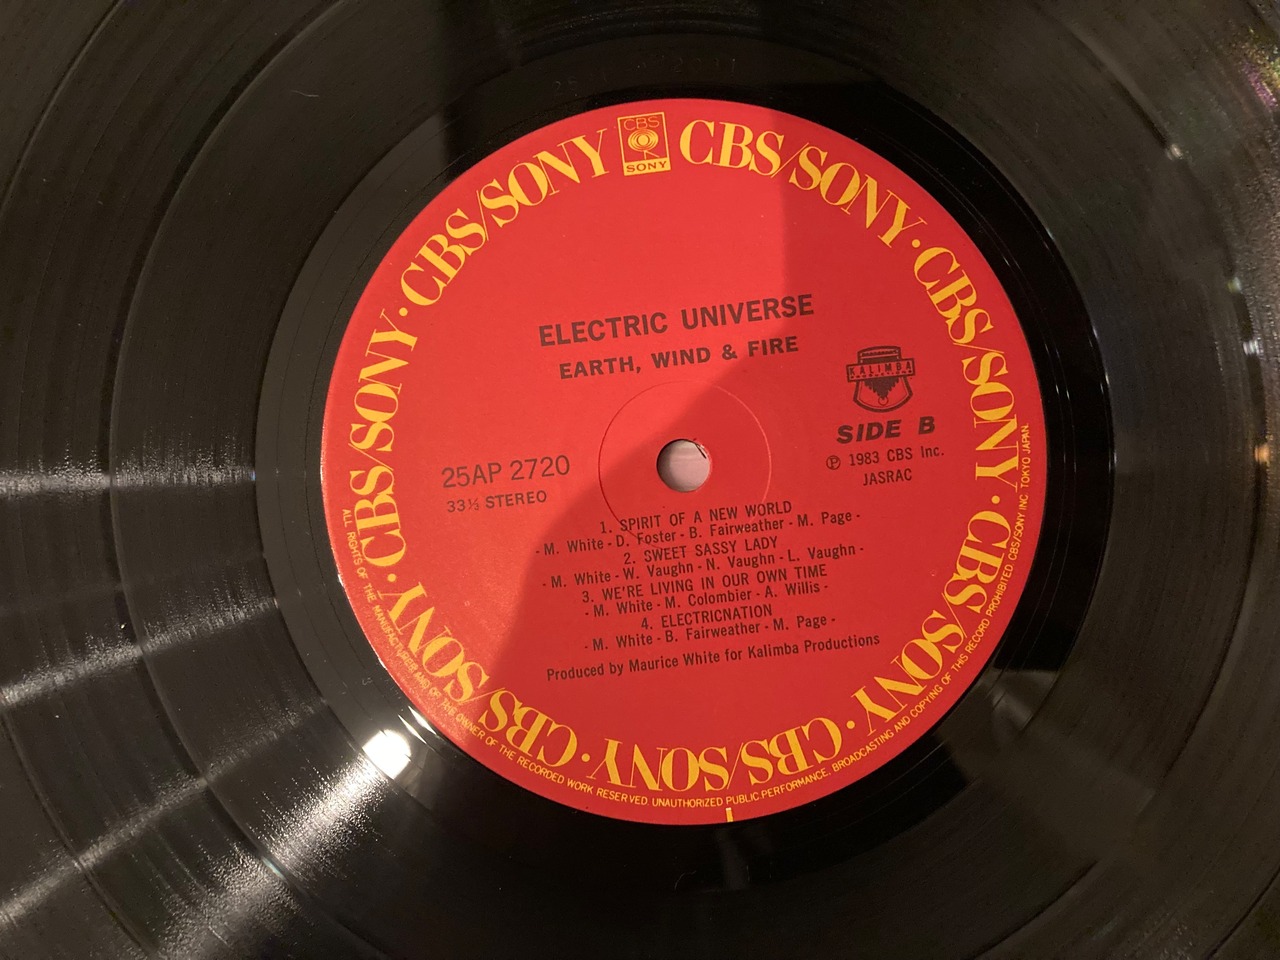 CBS
SONY
CBS/SONY · CBS/SONY · CBS/SONY · CBS/SONY · CBS/SONY · CBS/SONY · CBS/SONY · CBS/SONY
ELECTRIC UNIVERSE
EARTH, WIND & FIRE
KALIMBA
PRODUCTIONS
SIDE B
℗ 1983 CBS Inc.
JASRAC
25AP 2720
33⅓ STEREO
1. SPIRIT OF A NEW WORLD
- M. White - D. Foster - B. Fairweather - M. Page -
2. SWEET SASSY LADY
- M. White - W. Vaughn - N. Vaughn - L. Vaughn -
3. WE'RE LIVING IN OUR OWN TIME
- M. White - M. Colombier - A. Willis -
4. ELECTRICNATION
- M. White - B. Fairweather - M. Page -
Produced by Maurice White for Kalimba Productions
ALL RIGHTS OF THE MANUFACTURER AND OF THE OWNER OF THE RECORDED WORK RESERVED. UNAUTHORIZED PUBLIC PERFORMANCE, BROADCASTING AND COPYING OF THIS RECORD PROHIBITED. CBS/SONY INC. TOKYO JAPAN.